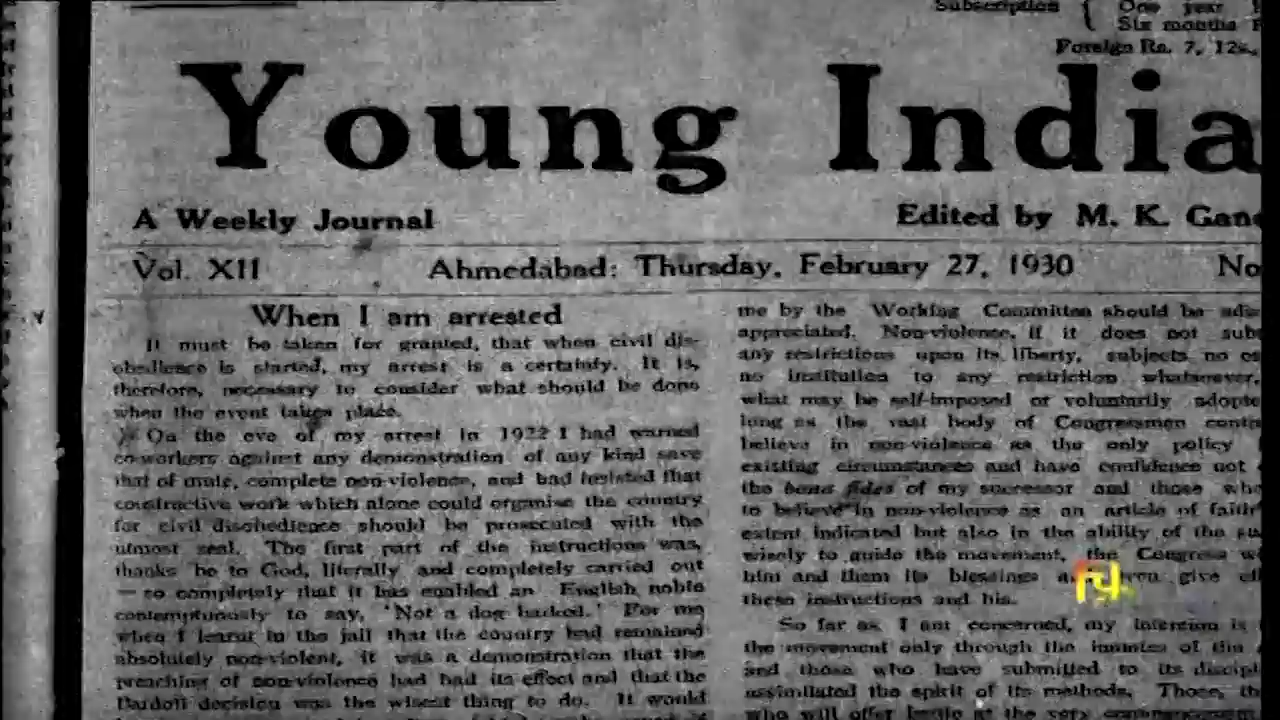 Subscription { One year
Six months
Foreign Rs. 7, 12s.,
Young India
A Weekly Journal
Edited by M. K. Gan
Vol. XII
Ahmedabad: Thursday, February 27, 1930
No
When I am arrested
It must be taken for granted, that when civil dis-
obedience is started, my arrest is a certainty. It is,
therefore, necessary to consider what should be done
when the event takes place.
On the eve of my arrest in 1922 I had warned
co-workers against any demonstration of any kind save
that of mute, complete non-violence, and had insisted that
constructive work which alone could organise the country
for civil disobedience should be prosecuted with the
utmost zeal. The first part of the instructions was,
thanks be to God, literally and completely carried out
—so completely that it has enabled an English noble
contemptuously to say, 'Not a dog barked.' For me
when I learnt in the jail that the country had remained
absolutely non-violent, it was a demonstration that the
preaching of non-violence had had its effect and that the
Bardoli decision was the wisest thing to do. It would
me by the Working Committee should be
appreciated. Non-violence, if it does not sub
any restrictions upon its liberty, subjects no
no institution to any restriction whatsoever,
what may be self-imposed or voluntarily adopte
long as the vast body of Congressmen cont
believe in non-violence as the only policy
existing circumstances and have confidence not
the bona fides of my successor and those who
to believe in non-violence as an article of faith
extent indicated but also in the ability of the
wisely to guide the movement, the Congress w
him and them its blessings give
these instructions and his.
So far as I am concerned, my intention is
the movement only through the inmates of the
and those who have submitted to its discipl
assimilated the spirit of its methods. Those, th
who will offer battle at the very commencement